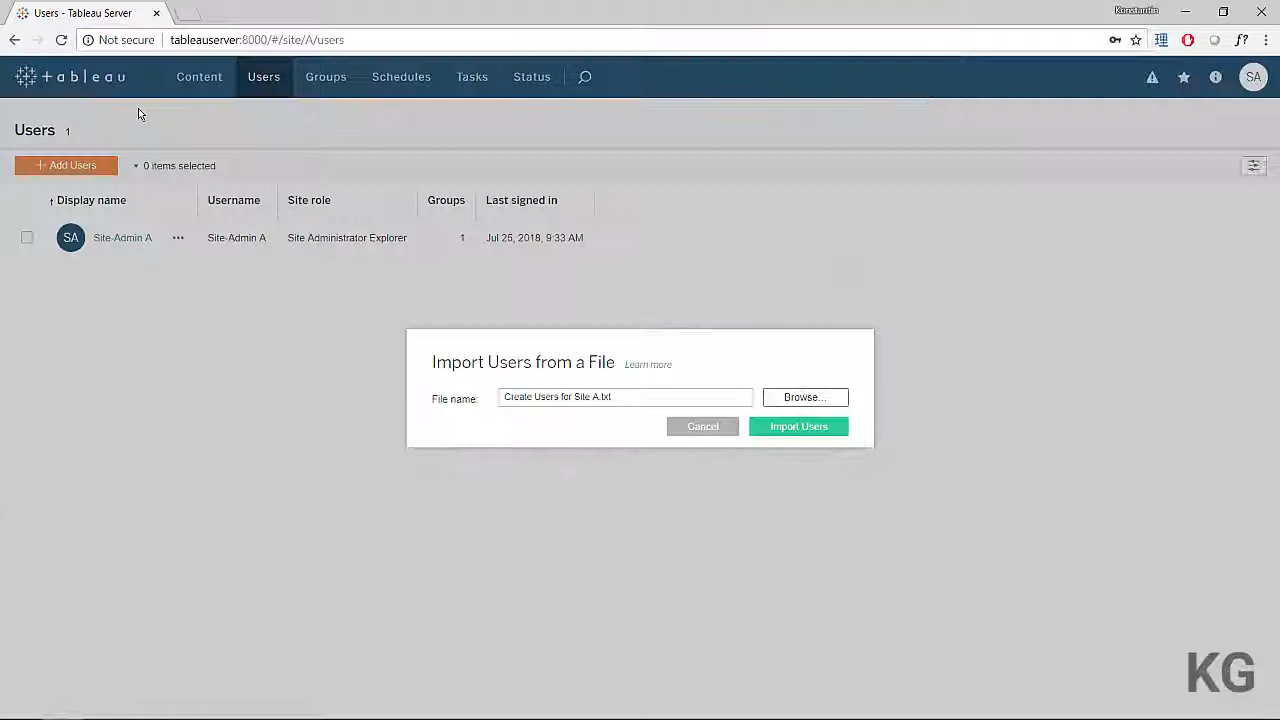 Users - Tableau Server
Konstantin
Not secure
tableauserver:8000/#/site/A/users
f?
+ableau
Content
Users
Groups
Schedules
Tasks
Status
SA
Users 1
+ Add Users
0 items selected
Display name
Username
Site role
Groups
Last signed in
SA
Site-Admin A
Site-Admin A
Site Administrator Explorer
1
Jul 25, 2018, 9:33 AM
Import Users from a File Learn more
File name:
Create Users for Site A.txt
Browse...
Cancel
Import Users
KG